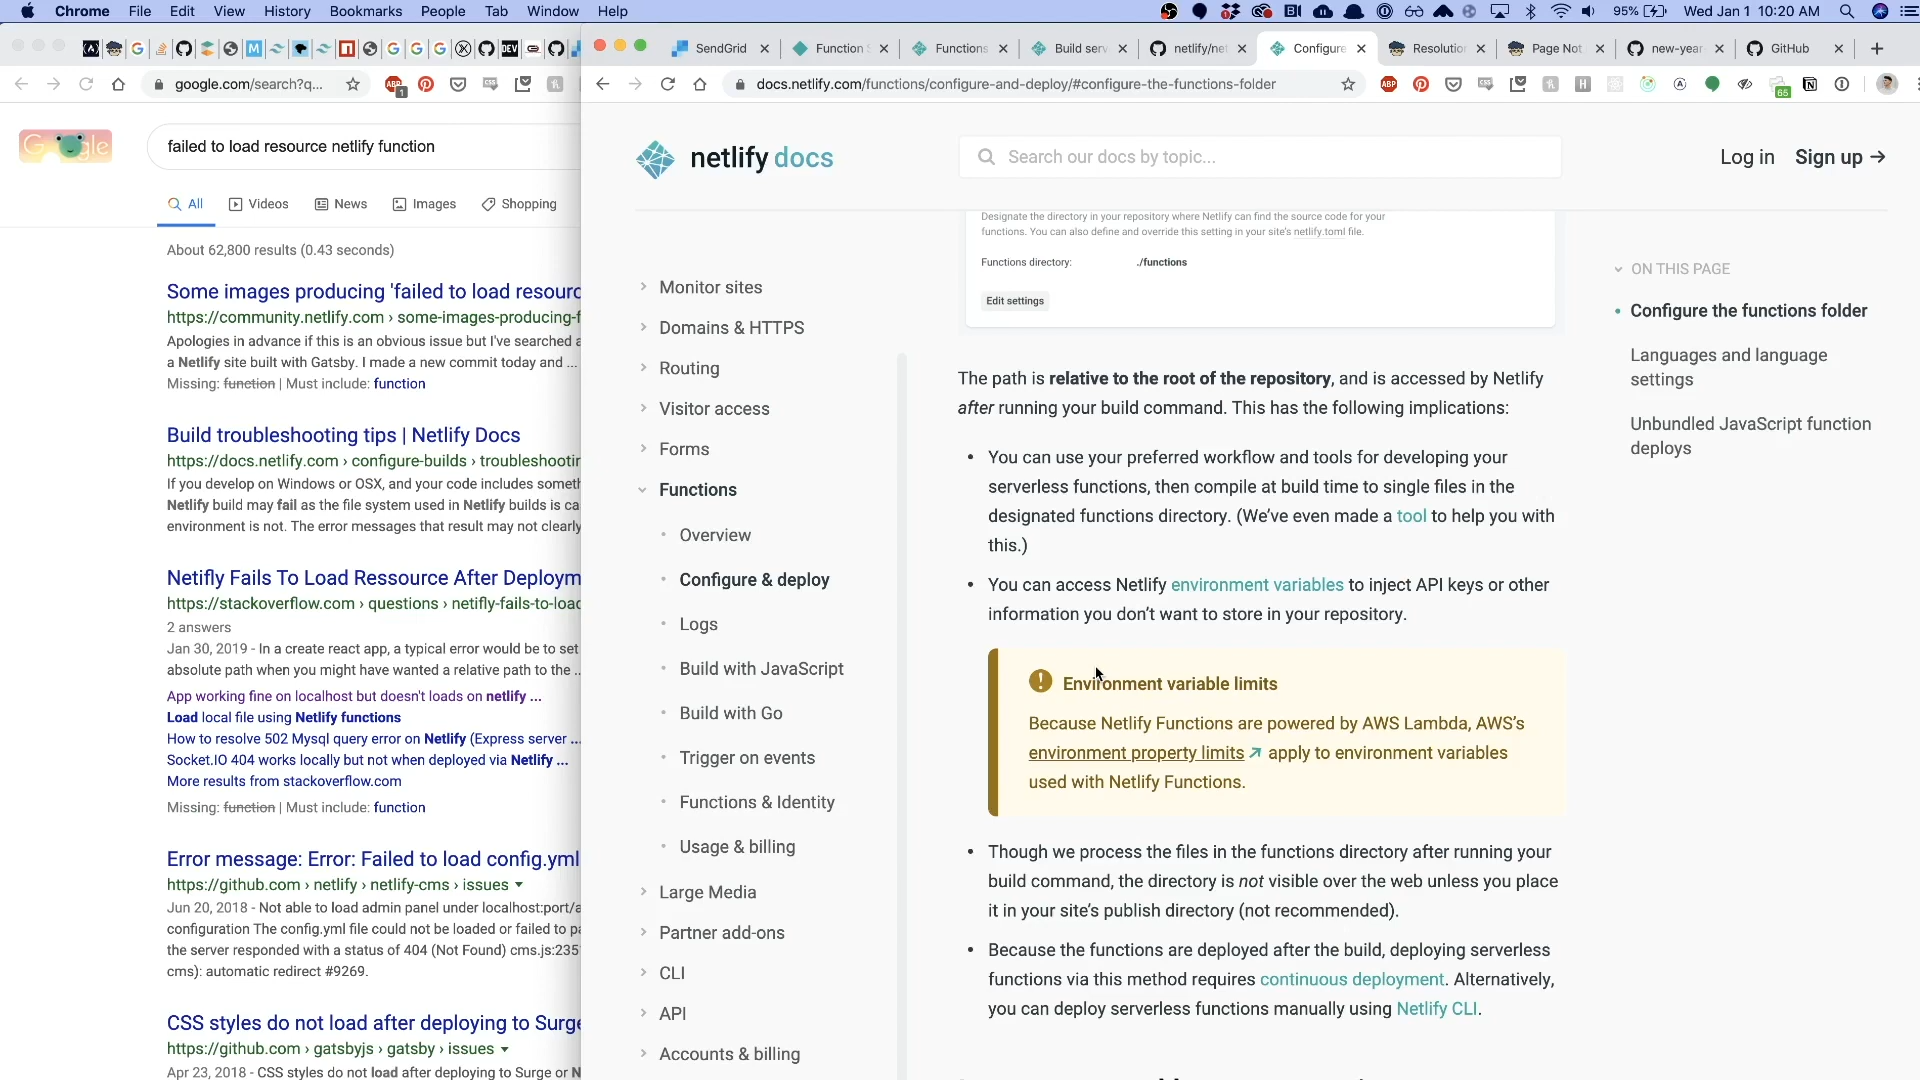 Chrome File Edit View History Bookmarks People Tab Window Help
95% Wed Jan 1 10:20 AM
SendGrid
Function S
Functions
Build serv
netlify/net
Configure
Resolution
Page Not
new-year
GitHub
google.com/search?q...
docs.netlify.com/functions/configure-and-deploy/#configure-the-functions-folder
Google
failed to load resource netlify function
All
Videos
News
Images
Shopping
About 62,800 results (0.43 seconds)
Some images producing 'failed to load resourc
https://community.netlify.com › some-images-producing-f
Apologies in advance if this is an obvious issue but I've searched a
a Netlify site built with Gatsby. I made a new commit today and ...
Missing: function | Must include: function
Build troubleshooting tips | Netlify Docs
https://docs.netlify.com › configure-builds › troubleshootin
If you develop on Windows or OSX, and your code includes someth
Netlify build may fail as the file system used in Netlify builds is ca
environment is not. The error messages that result may not clearly
Netifly Fails To Load Ressource After Deploym
https://stackoverflow.com › questions › netifly-fails-to-load
2 answers
Jan 30, 2019 - In a create react app, a typical error would be to set
absolute path when you might have wanted a relative path to the ...
App working fine on localhost but doesn't loads on netlify ...
Load local file using Netlify functions
How to resolve 502 Mysql query error on Netlify (Express server ...
Socket.IO 404 works locally but not when deployed via Netlify ...
More results from stackoverflow.com
Missing: function | Must include: function
Error message: Error: Failed to load config.yml
https://github.com › netlify › netlify-cms › issues
Jun 20, 2018 - Not able to load admin panel under localhost:port/a
configuration The config.yml file could not be loaded or failed to pa
the server responded with a status of 404 (Not Found) cms.js:235
cms): automatic redirect #9269.
CSS styles do not load after deploying to Surge
https://github.com › gatsbyjs › gatsby › issues
Apr 23, 2018 - CSS styles do not load after deploying to Surge or N
netlify docs
Search our docs by topic...
Log in
Sign up →
Monitor sites
Domains & HTTPS
Routing
Visitor access
Forms
Functions
Overview
Configure & deploy
Logs
Build with JavaScript
Build with Go
Trigger on events
Functions & Identity
Usage & billing
Large Media
Partner add-ons
CLI
API
Accounts & billing
Designate the directory in your repository where Netlify can find the source code for your
functions. You can also define and override this setting in your site's netlify.toml file.
Functions directory: ./functions
Edit settings
The path is relative to the root of the repository, and is accessed by Netlify
after running your build command. This has the following implications:
• You can use your preferred workflow and tools for developing your
serverless functions, then compile at build time to single files in the
designated functions directory. (We've even made a tool to help you with
this.)
• You can access Netlify environment variables to inject API keys or other
information you don't want to store in your repository.
Environment variable limits
Because Netlify Functions are powered by AWS Lambda, AWS's
environment property limits apply to environment variables
used with Netlify Functions.
• Though we process the files in the functions directory after running your
build command, the directory is not visible over the web unless you place
it in your site's publish directory (not recommended).
• Because the functions are deployed after the build, deploying serverless
functions via this method requires continuous deployment. Alternatively,
you can deploy serverless functions manually using Netlify CLI.
ON THIS PAGE
Configure the functions folder
Languages and language
settings
Unbundled JavaScript function
deploys